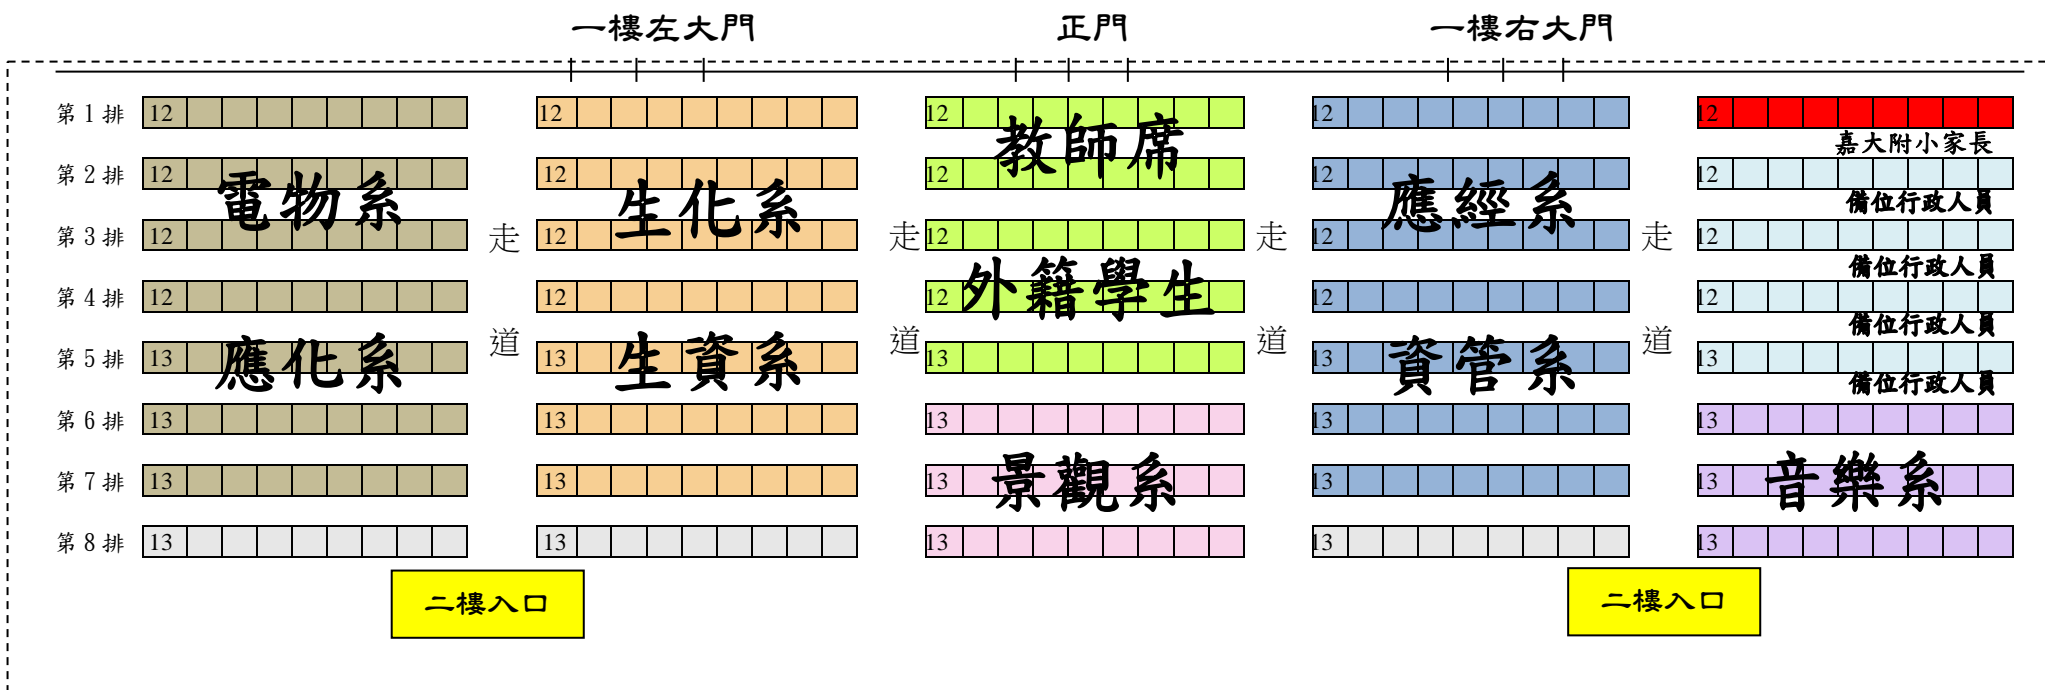 一樓左大門 正門 一樓右大門
第1排 12 12 12 12 12
教師席 嘉大附小家長
第2排 12 12 12 12 12
電物系 生化系 應經系 備位行政人員
第3排 12 走 12 走 12 走 12 走 12
外籍學生 備位行政人員
第4排 12 12 12 12 12
備位行政人員
道 道 道 道
第5排 13 13 13 13 13
應化系 生資系 資管系 備位行政人員
第6排 13 13 13 13 13
第7排 13 13 13 13 13
景觀系 音樂系
第8排 13 13 13 13 13
二樓入口 二樓入口